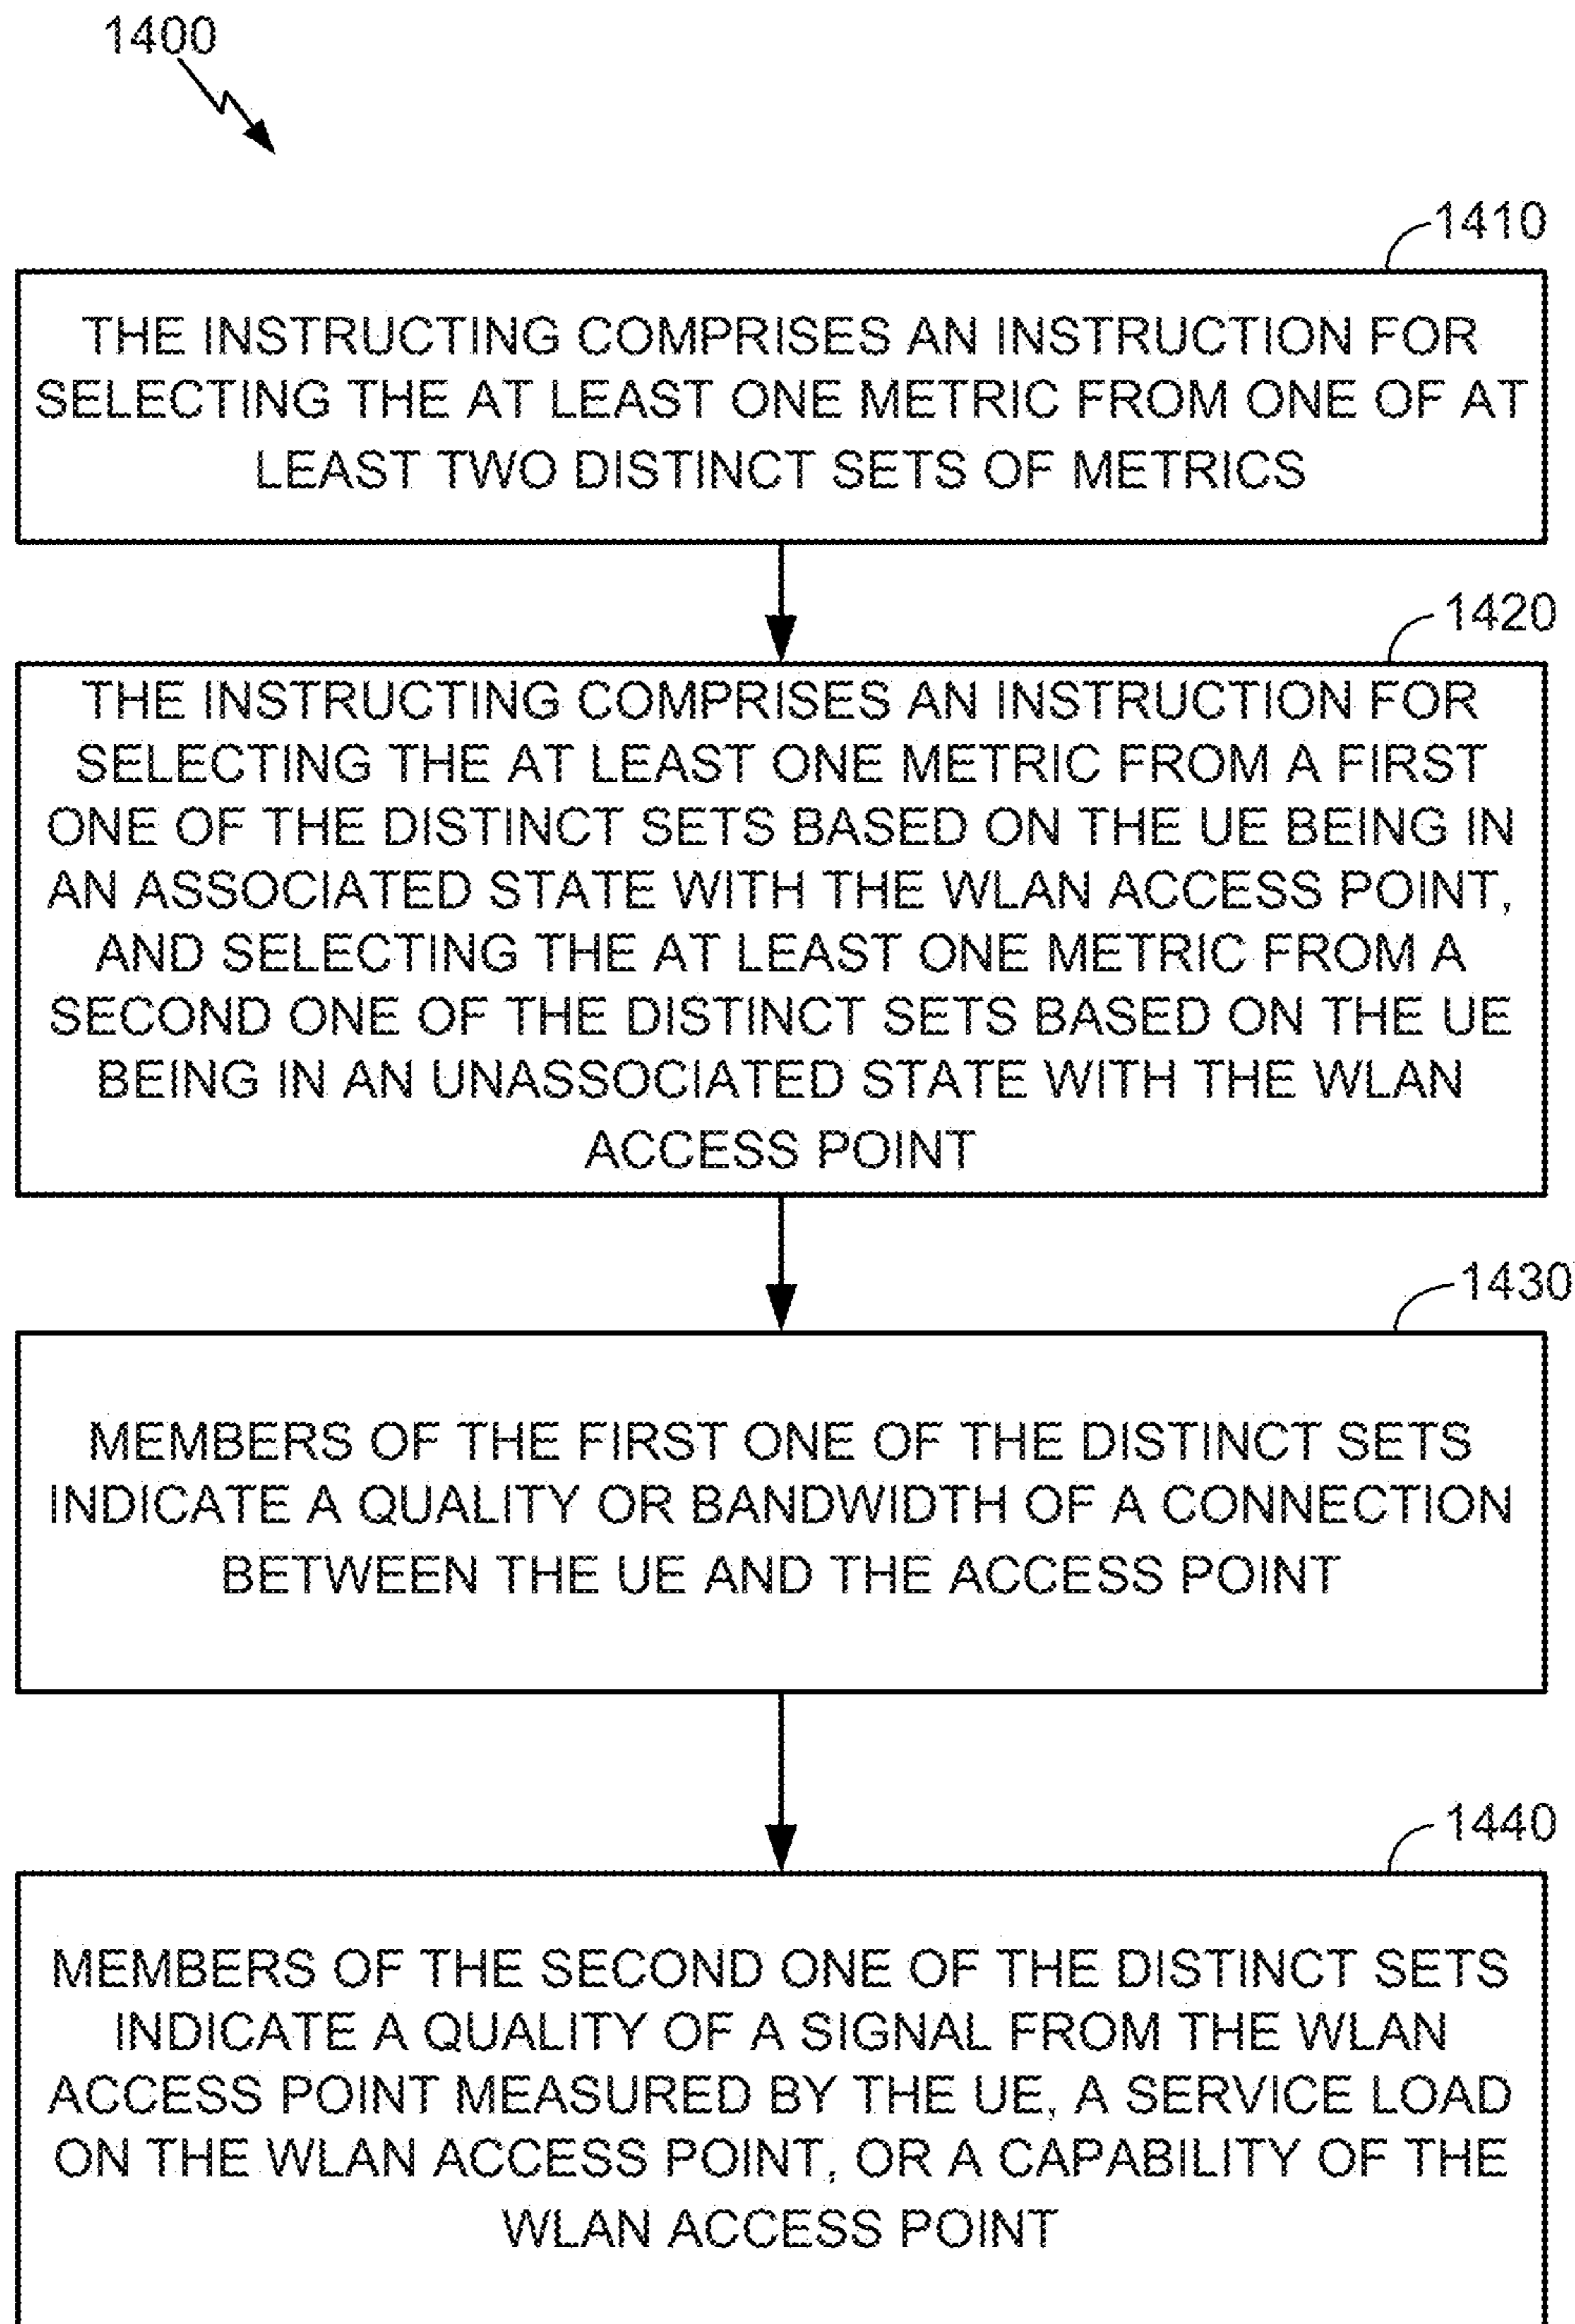 1400
1410
THE INSTRUCTING COMPRISES AN INSTRUCTION FOR
SELECTING THE AT LEAST ONE METRIC FROM ONE OF AT
LEAST TWO DISTINCT SETS OF METRICS
1420
THE INSTRUCTING COMPRISES AN INSTRUCTION FOR
SELECTING THE AT LEAST ONE METRIC FROM A FIRST
ONE OF THE DISTINCT SETS BASED ON THE UE BEING IN
AN ASSOCIATED STATE WITH THE WLAN ACCESS POINT,
AND SELECTING THE AT LEAST ONE METRIC FROM A
SECOND ONE OF THE DISTINCT SETS BASED ON THE UE
BEING IN AN UNASSOCIATED STATE WITH THE WLAN
ACCESS POINT
1430
MEMBERS OF THE FIRST ONE OF THE DISTINCT SETS
INDICATE A QUALITY OR BANDWIDTH OF A CONNECTION
BETWEEN THE UE AND THE ACCESS POINT
1440
MEMBERS OF THE SECOND ONE OF THE DISTINCT SETS
INDICATE A QUALITY OF A SIGNAL FROM THE WLAN
ACCESS POINT MEASURED BY THE UE, A SERVICE LOAD
ON THE WLAN ACCESS POINT, OR A CAPABILITY OF THE
WLAN ACCESS POINT